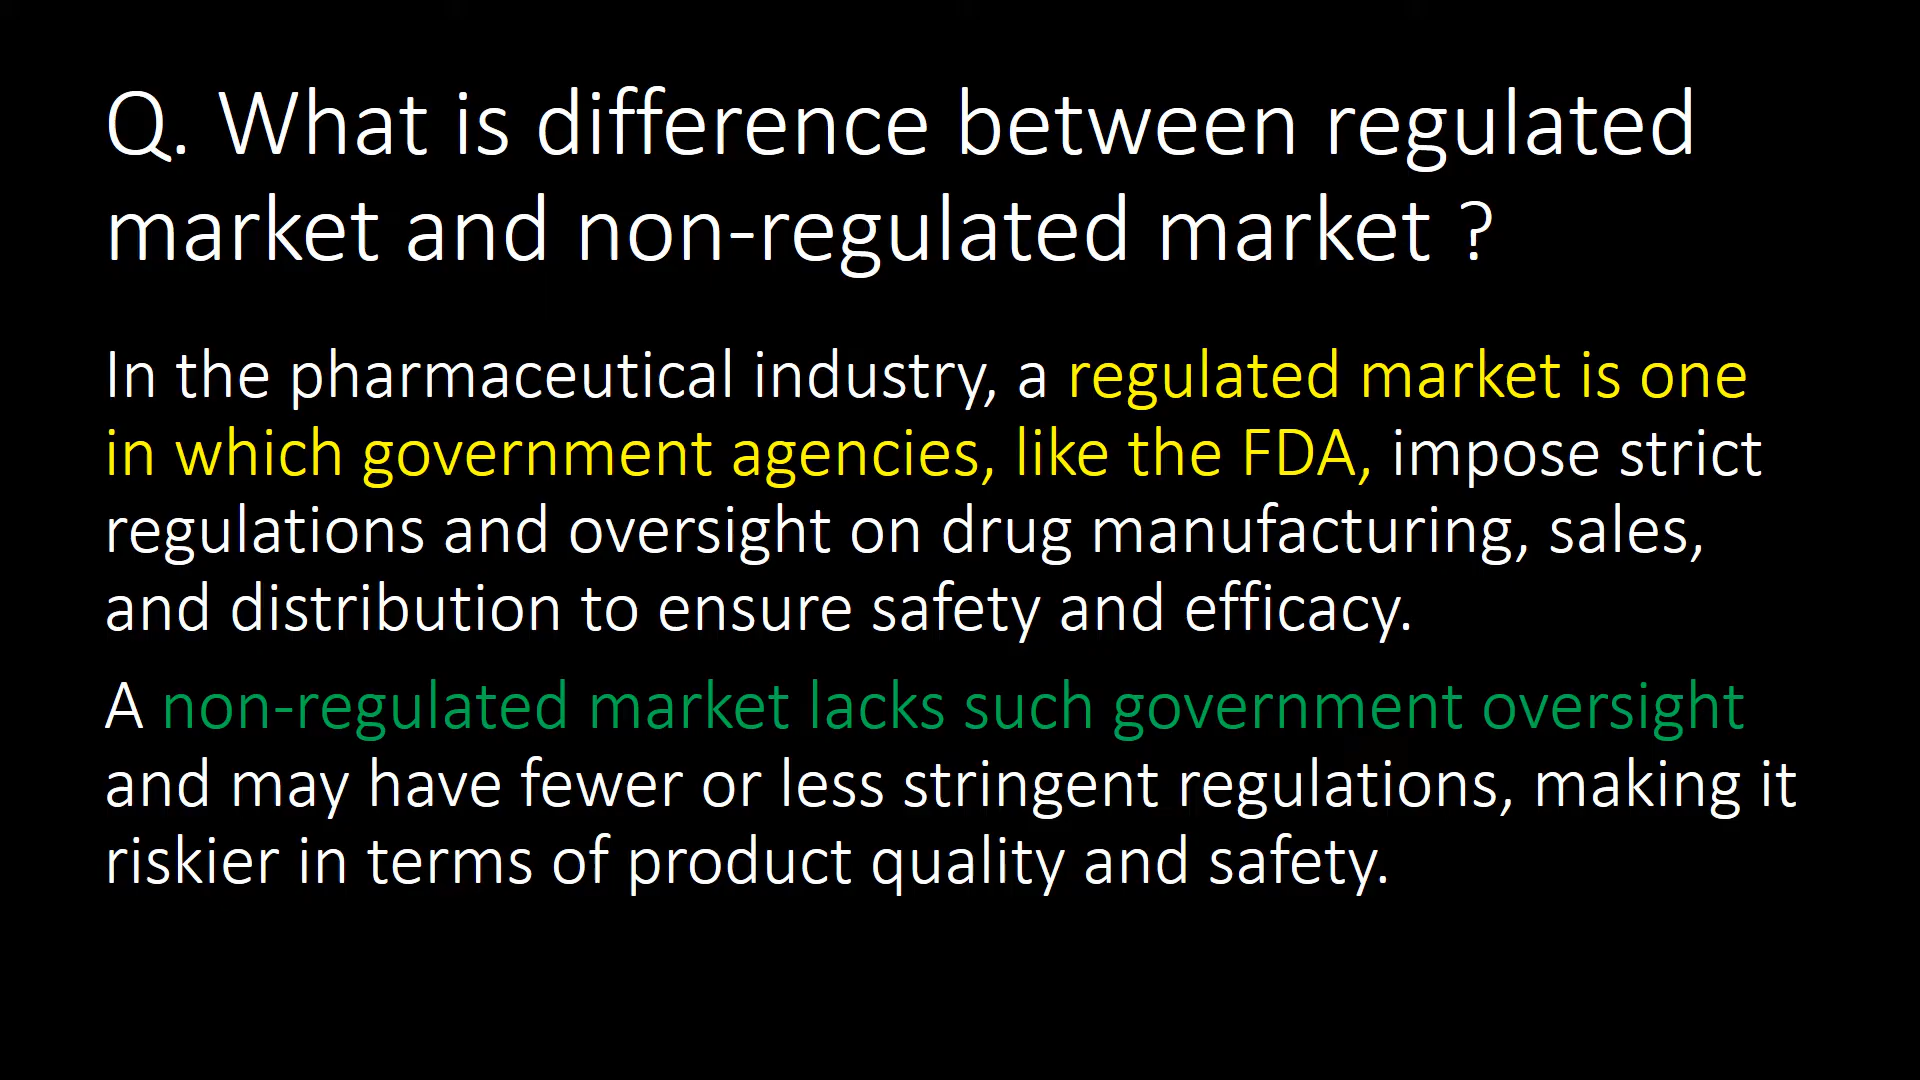 Q. What is difference between regulated
market and non-regulated market ?
In the pharmaceutical industry, a regulated market is one
in which government agencies, like the FDA, impose strict
regulations and oversight on drug manufacturing, sales,
and distribution to ensure safety and efficacy.
A non-regulated market lacks such government oversight
and may have fewer or less stringent regulations, making it
riskier in terms of product quality and safety.